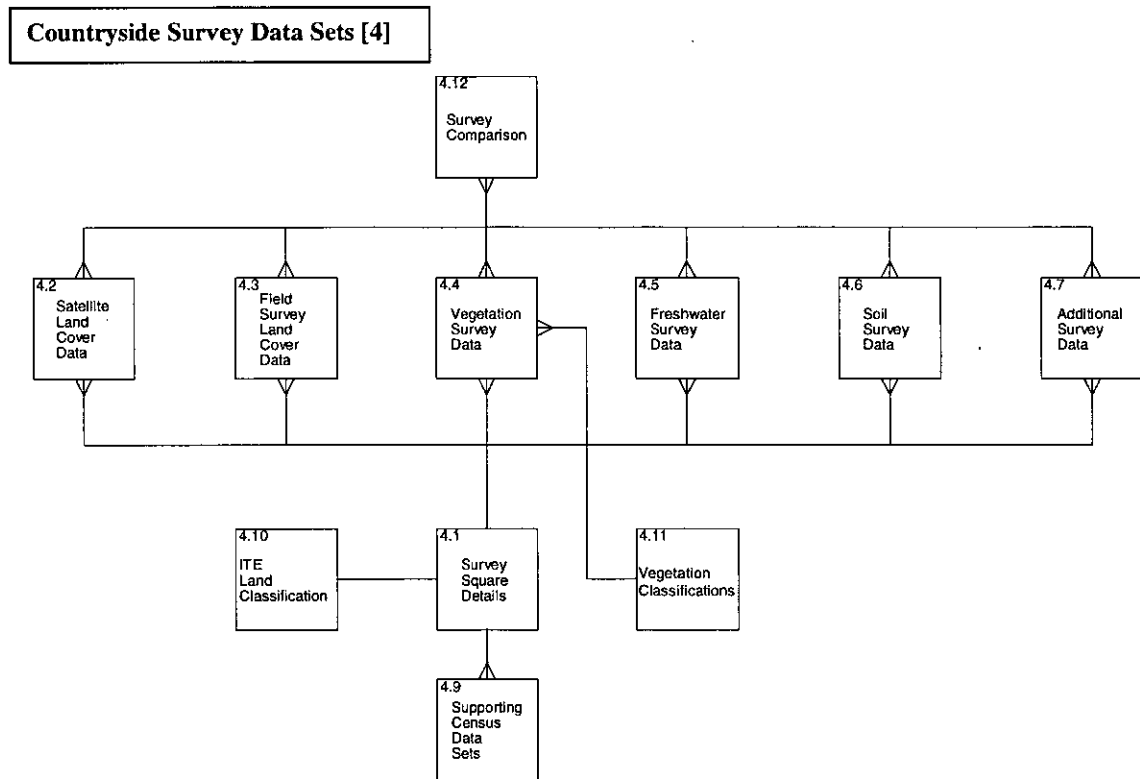 Countryside Survey Data Sets [4]
4.12
Survey
Comparison
4.2
Satellite
Land
Cover
Data
4.3
Field
Survey
Land
Cover
Data
4.4
Vegetation
Survey
Data
4.5
Freshwater
Survey
Data
4.6
Soil
Survey
Data
4.7
Additional
Survey
Data
4.10
ITE
Land
Classification
4.1
Survey
Square
Details
4.11
Vegetation
Classifications
4.9
Supporting
Census
Data
Sets